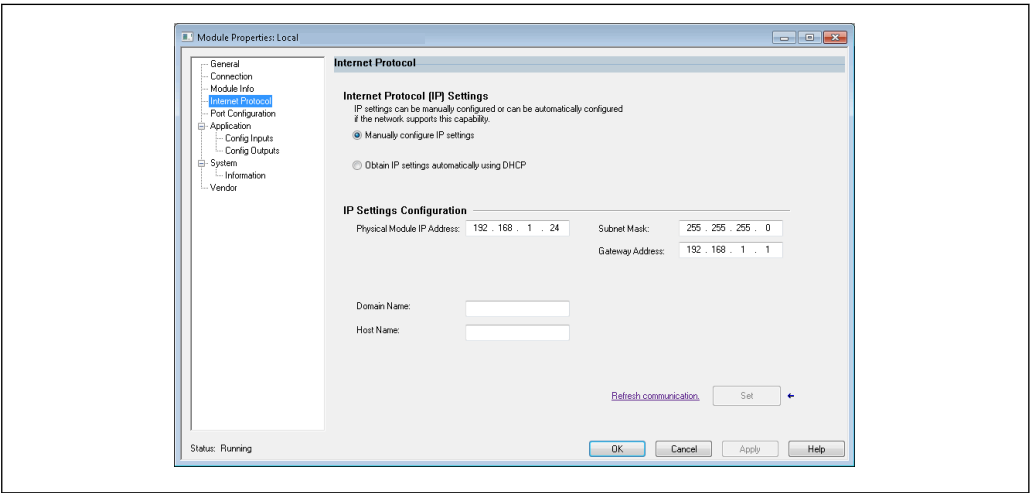 Module Properties: Local
General
Connection
Module Info
Internet Protocol
Port Configuration
Application
Config Inputs
Config Outputs
System
Information
Vendor
Internet Protocol
Internet Protocol (IP) Settings
IP settings can be manually configured or can be automatically configured
if the network supports this capability.
Manually configure IP settings
Obtain IP settings automatically using DHCP
IP Settings Configuration
Physical Module IP Address: 192 . 168 . 1 . 24
Subnet Mask: 255 . 255 . 255 . 0
Gateway Address: 192 . 168 . 1 . 1
Domain Name:
Host Name:
Refresh communication. Set
Status: Running
OK Cancel Apply Help